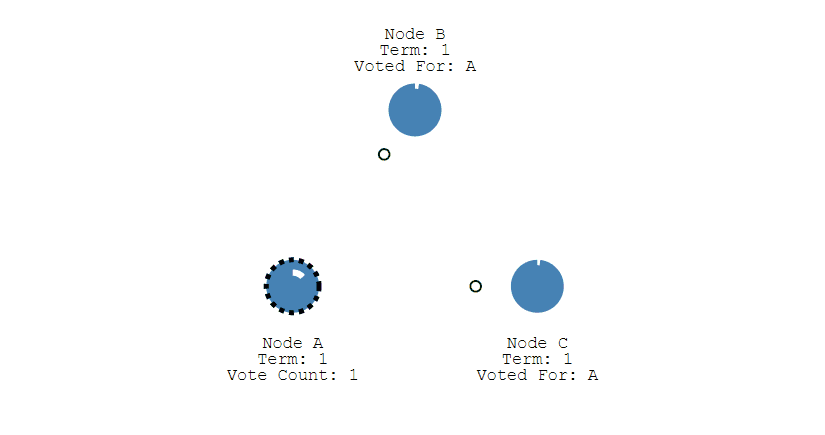 Node B
Term: 1
Voted For: A
Node A
Term: 1
Vote Count: 1
Node C
Term: 1
Voted For: A